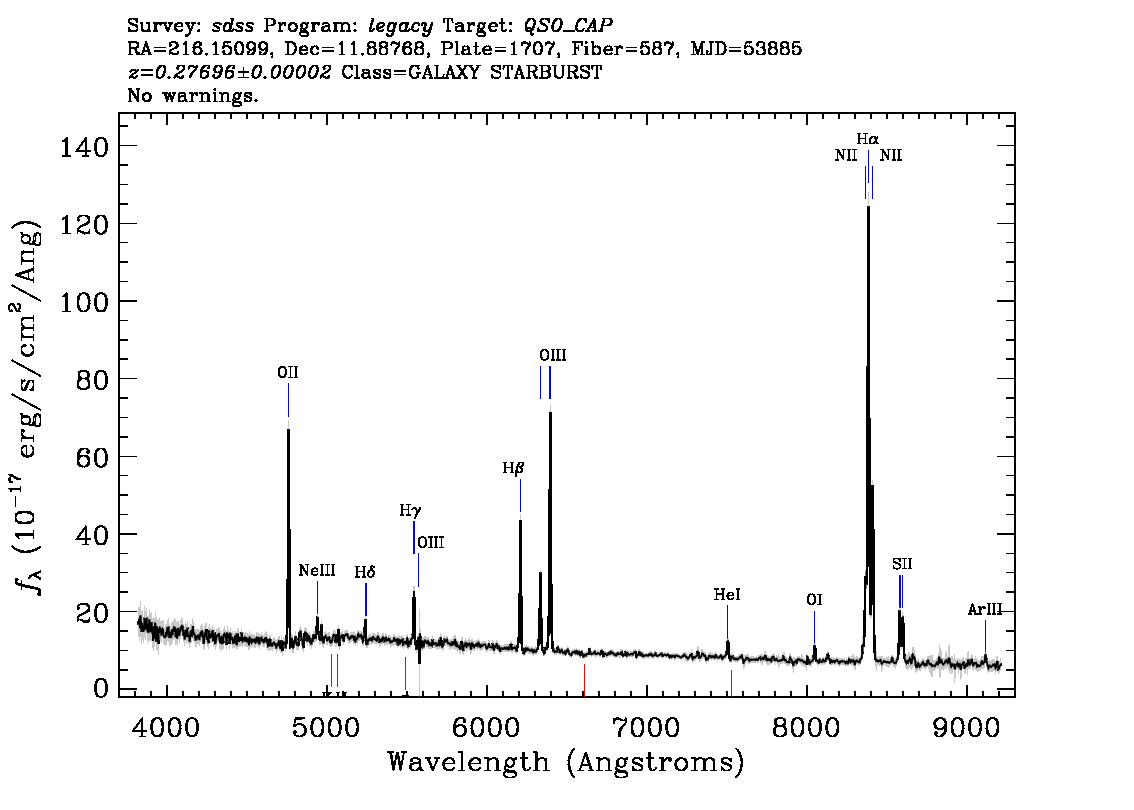 Survey: sdss Program: legacy Target: QSO_CAP
RA=216.15099, Dec=11.88768, Plate=1707, Fiber=587, MJD=53885
z=0.27696±0.00002 Class=GALAXY STARBURST
No warnings.
Hα
NII NII
OIII
OII
Hβ
Hγ
OIII
NeIII Hδ
SII
HeI
OI
ArIII
140
120
100
80
60
40
20
0
4000 5000 6000 7000 8000 9000
Wavelength (Angstroms)
f_λ (10^−17 erg/s/cm^2/Ang)